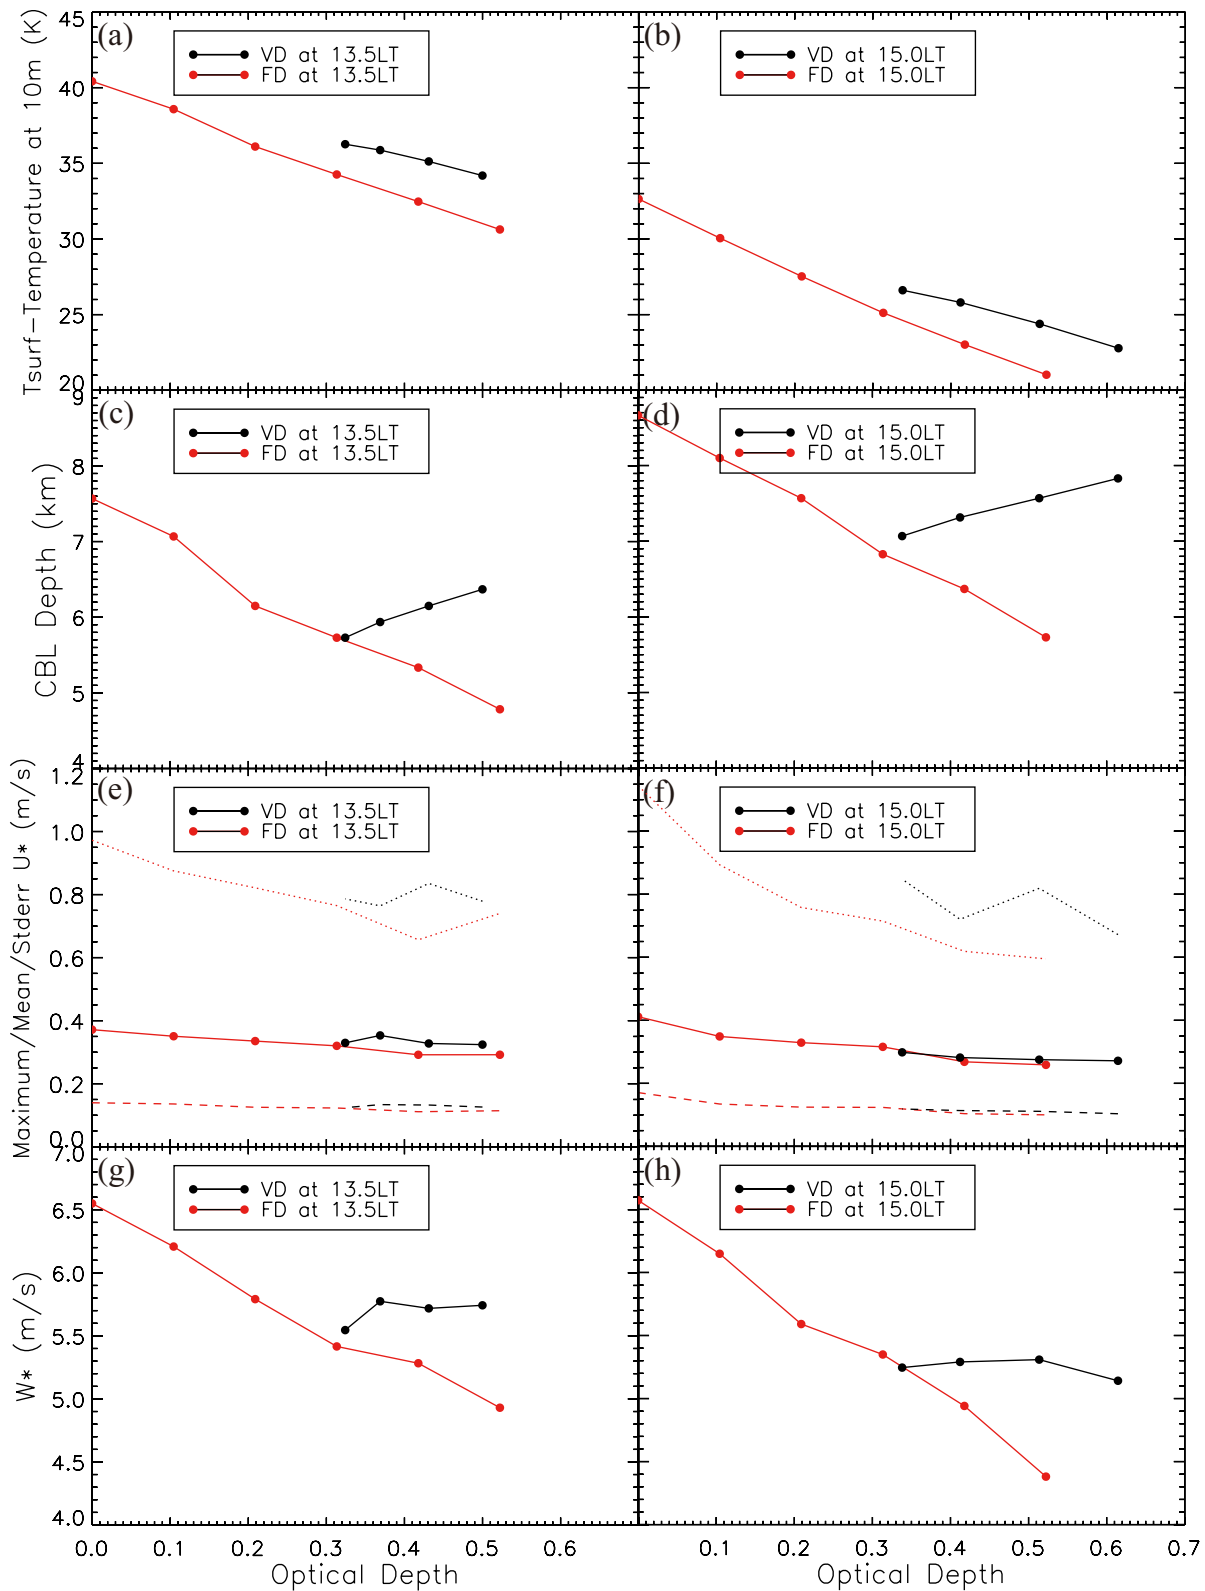 (a)
VD at 13.5LT
FD at 13.5LT
(b)
VD at 15.0LT
FD at 15.0LT
Tsurf-Temperature at 10m (K)
45
40
35
30
25
20
(c)
VD at 13.5LT
FD at 13.5LT
(d)
VD at 15.0LT
FD at 15.0LT
CBL Depth (km)
9
8
7
6
5
4
(e)
VD at 13.5LT
FD at 13.5LT
(f)
VD at 15.0LT
FD at 15.0LT
Maximum/Mean/Stderr U* (m/s)
1.2
1.0
0.8
0.6
0.4
0.2
0.0
(g)
VD at 13.5LT
FD at 13.5LT
(h)
VD at 15.0LT
FD at 15.0LT
W* (m/s)
7.0
6.5
6.0
5.5
5.0
4.5
4.0
0.0 0.1 0.2 0.3 0.4 0.5 0.6
0.1 0.2 0.3 0.4 0.5 0.6 0.7
Optical Depth
Optical Depth